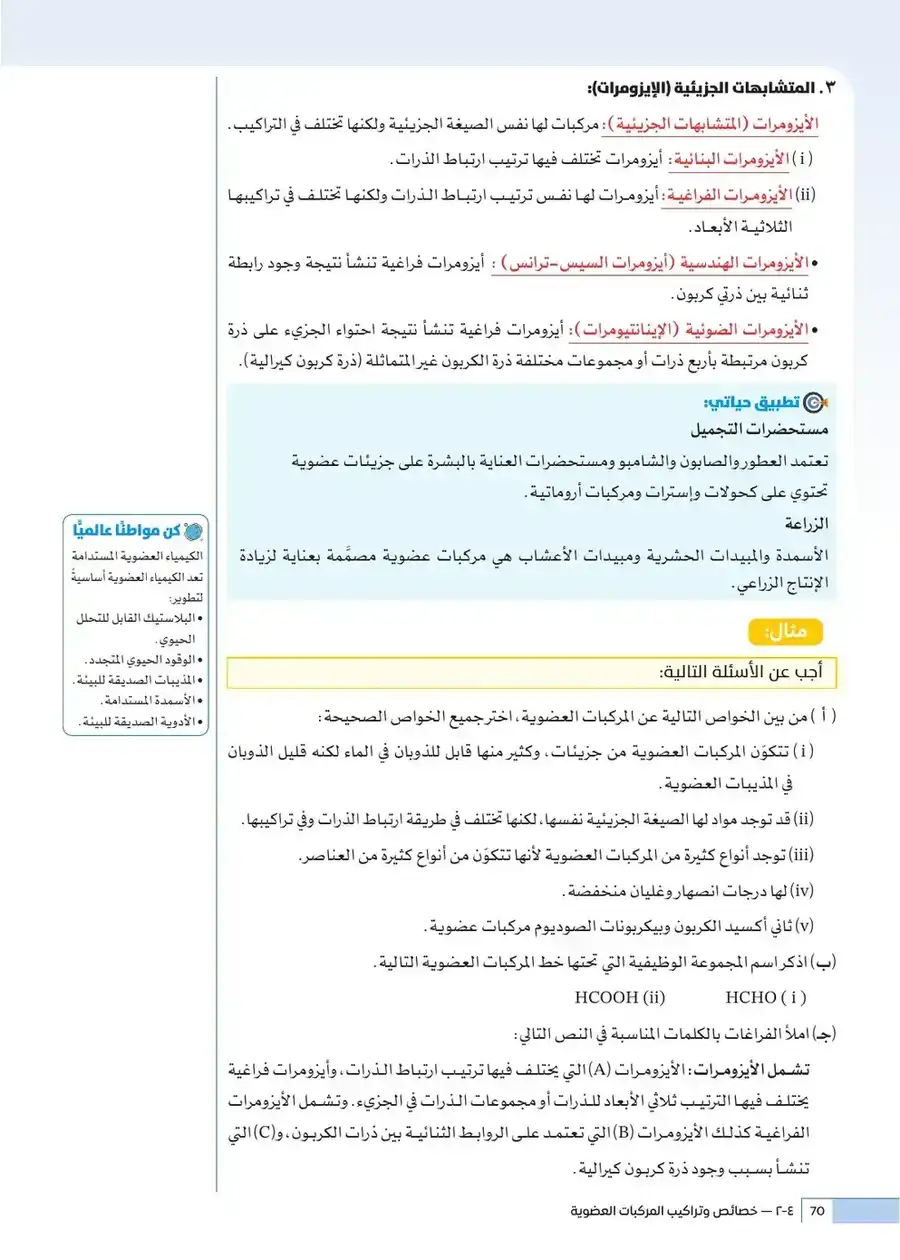 ٣. المتشابهات الجزيئية (الإيزومرات):
الأيزومرات (المتشابهات الجزيئية): مركبات لها نفس الصيغة الجزيئية ولكنها تختلف في التراكيب.
(i) الأيزومرات البنائية: أيزومرات تختلف فيها ترتيب ارتباط الذرات.
(ii) الأيزومرات الفراغية: أيزومرات لها نفس ترتيب ارتباط الذرات ولكنها تختلف في تراكيبها
الثلاثية الأبعاد.
• الأيزومرات الهندسية (أيزومرات السيس-ترانس) : أيزومرات فراغية تنشأ نتيجة وجود رابطة
ثنائية بين ذرتي كربون.
• الأيزومرات الضوئية (الإينانتيومرات): أيزومرات فراغية تنشأ نتيجة احتواء الجزيء على ذرة
كربون مرتبطة بأربع ذرات أو مجموعات مختلفة ذرة الكربون غير المتماثلة (ذرة كربون كيرالية).
تطبيق حياتي:
مستحضرات التجميل
تعتمد العطور والصابون والشامبو ومستحضرات العناية بالبشرة على جزيئات عضوية
تحتوي على كحولات وإسترات ومركبات أروماتية.
الزراعة
الأسمدة والمبيدات الحشرية ومبيدات الأعشاب هي مركبات عضوية مصمَّمة بعناية لزيادة
الإنتاج الزراعي.
كن مواطنًا عالميًّا
الكيمياء العضوية المستدامة
تعد الكيمياء العضوية أساسيةً
لتطوير:
• البلاستيك القابل للتحلل
الحيوي.
• الوقود الحيوي المتجدد.
• المذيبات الصديقة للبيئة.
• الأسمدة المستدامة.
• الأدوية الصديقة للبيئة.
مثال:
أجب عن الأسئلة التالية:
(أ) من بين الخواص التالية عن المركبات العضوية، اختر جميع الخواص الصحيحة:
(i) تتكوَن المركبات العضوية من جزيئات، وكثير منها قابل للذوبان في الماء لكنه قليل الذوبان
في المذيبات العضوية.
(ii) قد توجد مواد لها الصيغة الجزيئية نفسها، لكنها تختلف في طريقة ارتباط الذرات وفي تراكيبها.
(iii) توجد أنواع كثيرة من المركبات العضوية لأنها تتكوَن من أنواع كثيرة من العناصر.
(iv) لها درجات انصهار وغليان منخفضة.
(v) ثاني أكسيد الكربون وبيكربونات الصوديوم مركبات عضوية.
(ب) اذكر اسم المجموعة الوظيفية التي تحتها خط المركبات العضوية التالية.
HCHO (i) HCOOH (ii)
(جـ) املأ الفراغات بالكلمات المناسبة في النص التالي:
تشمل الأيزومرات: الأيزومرات (A) التي يختلف فيها ترتيب ارتباط الذرات، وأيزومرات فراغية
يختلف فيها الترتيب ثلاثي الأبعاد للذرات أو مجموعات الذرات في الجزيء. وتشمل الأيزومرات
الفراغية كذلك الأيزومرات (B) التي تعتمد على الروابط الثنائية بين ذرات الكربون، و(C) التي
تنشأ بسبب وجود ذرة كربون كيرالية.
70 ٤-٢ — خصائص وتراكيب المركبات العضوية